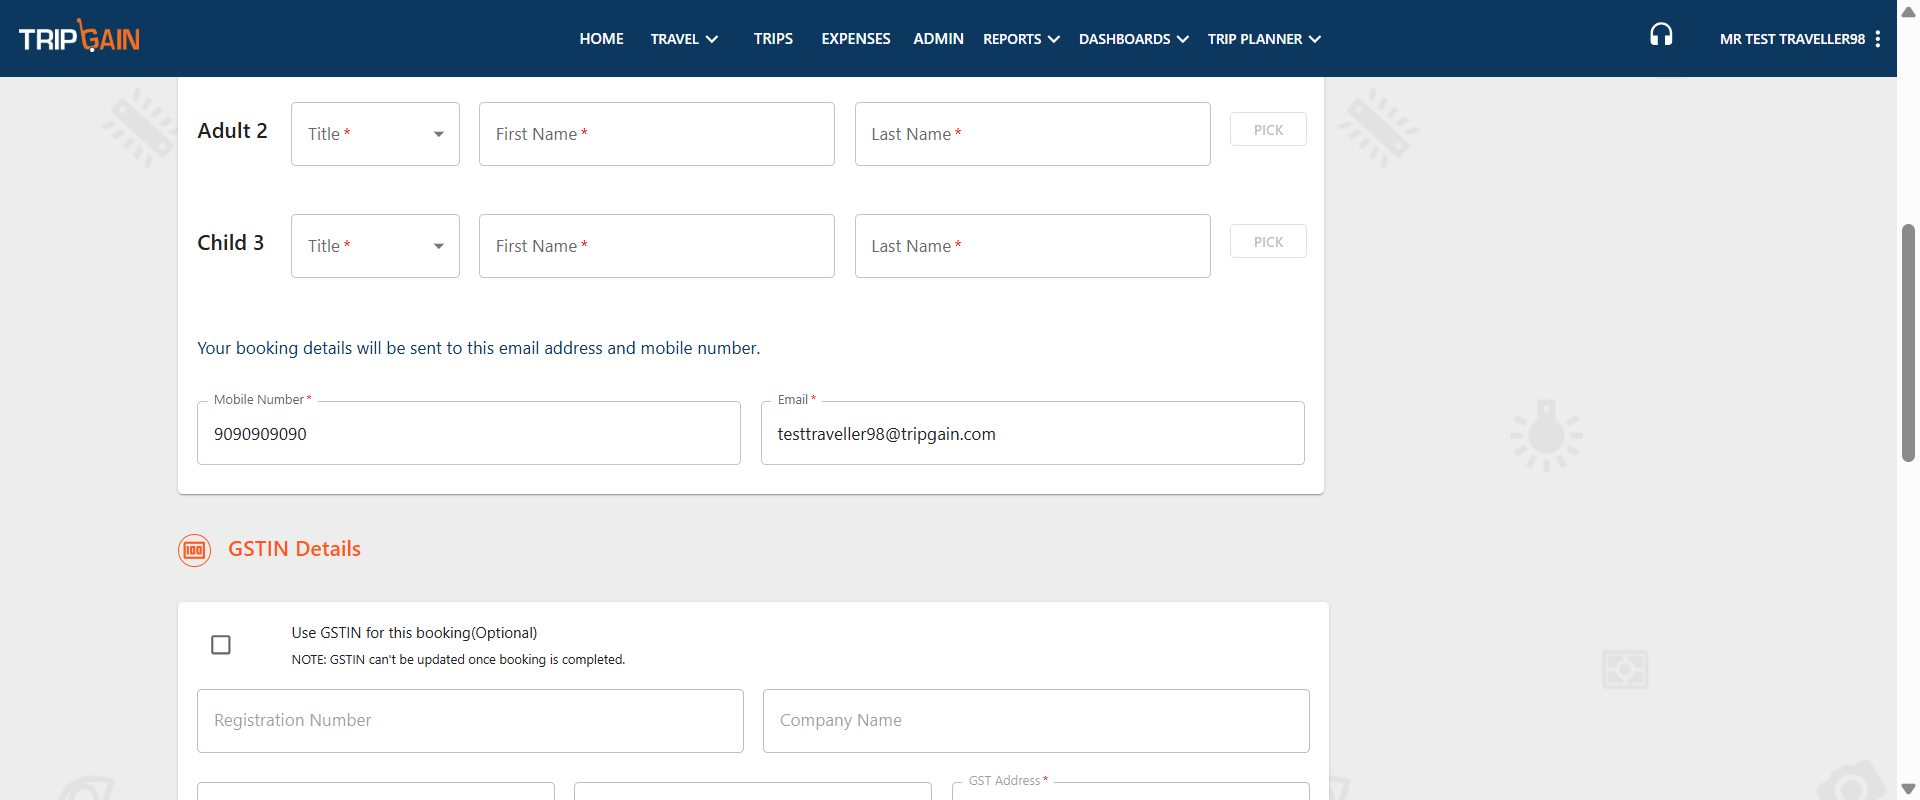 TRIPGAIN HOME TRAVEL TRIPS EXPENSES ADMIN REPORTS DASHBOARDS TRIP PLANNER MR TEST TRAVELLER98
Adult 2 Title * First Name * Last Name * PICK
Child 3 Title * First Name * Last Name * PICK
Your booking details will be sent to this email address and mobile number.
Mobile Number * Email *
9090909090 testtraveller98@tripgain.com
100 GSTIN Details
Use GSTIN for this booking(Optional)
NOTE: GSTIN can't be updated once booking is completed.
Registration Number Company Name
GST Address *